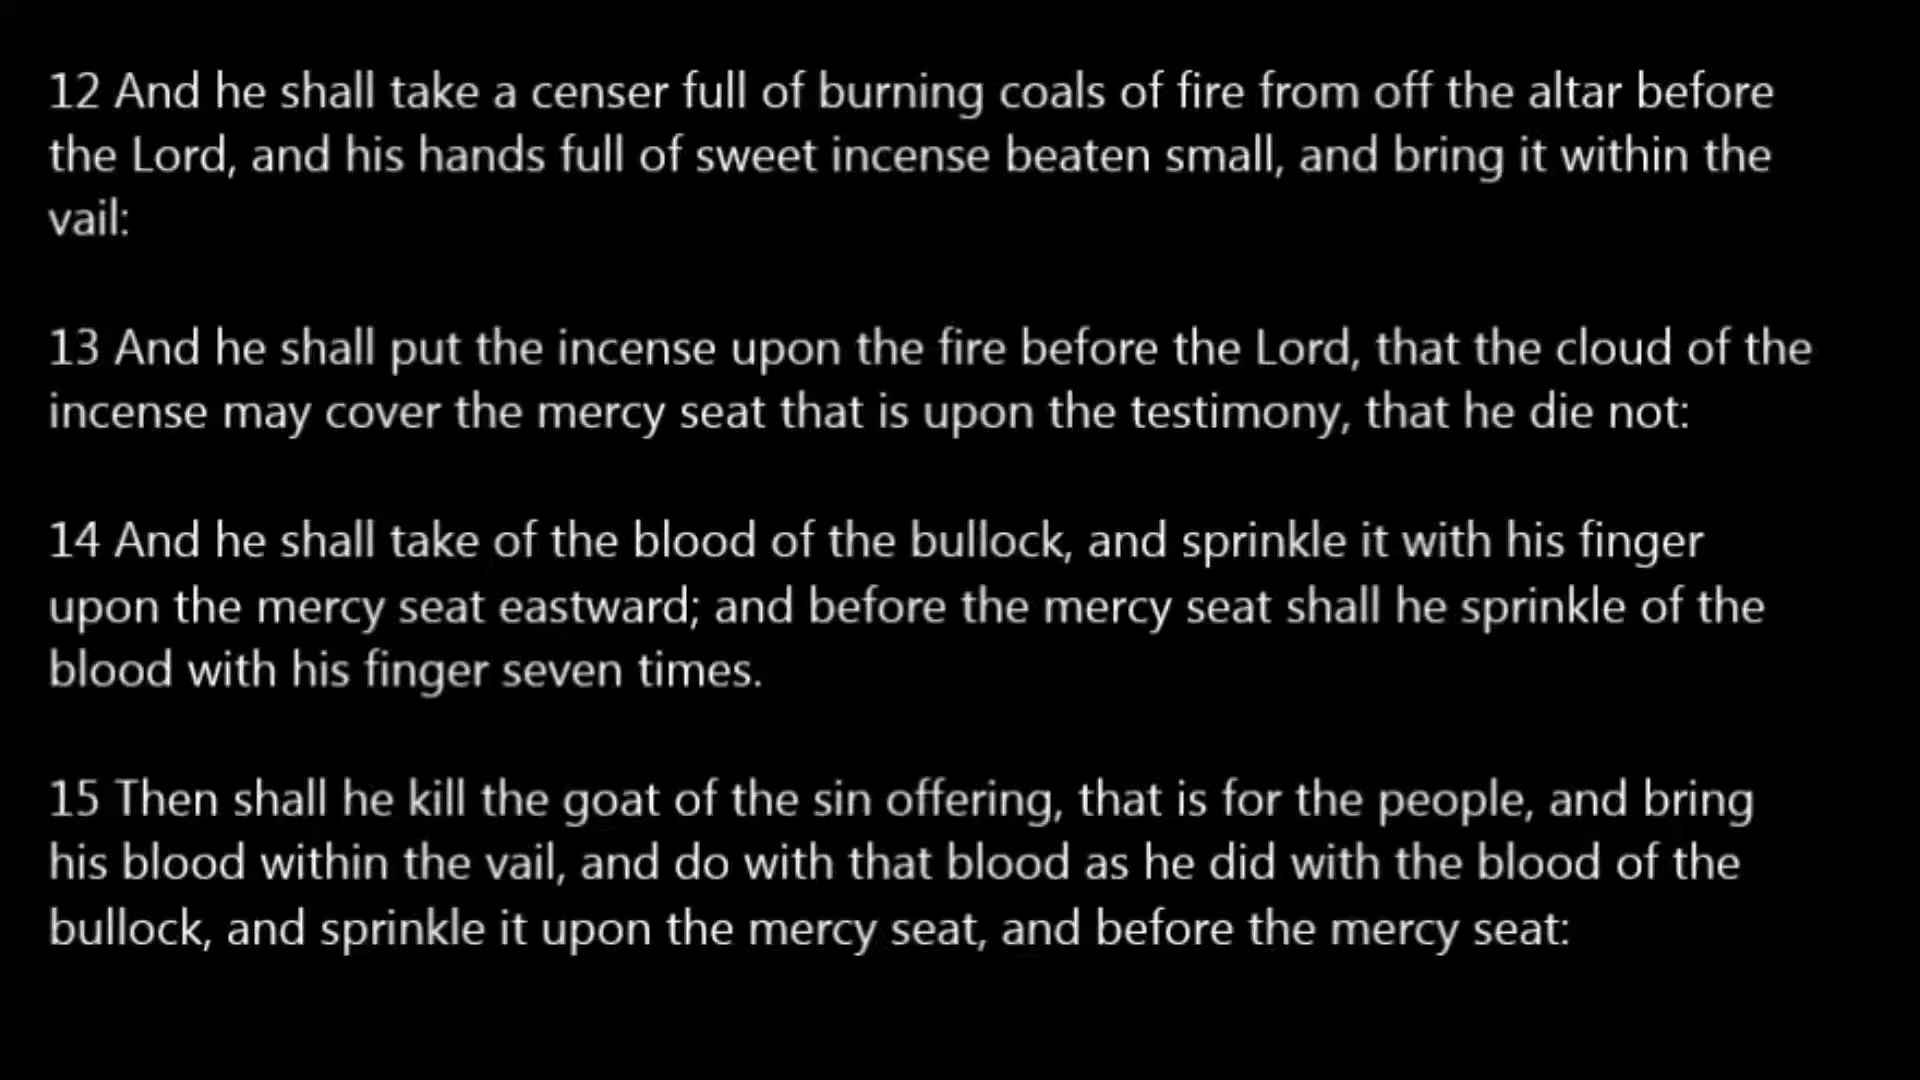 12 And he shall take a censer full of burning coals of fire from off the altar before
the Lord, and his hands full of sweet incense beaten small, and bring it within the
vail:
13 And he shall put the incense upon the fire before the Lord, that the cloud of the
incense may cover the mercy seat that is upon the testimony, that he die not:
14 And he shall take of the blood of the bullock, and sprinkle it with his finger
upon the mercy seat eastward; and before the mercy seat shall he sprinkle of the
blood with his finger seven times.
15 Then shall he kill the goat of the sin offering, that is for the people, and bring
his blood within the vail, and do with that blood as he did with the blood of the
bullock, and sprinkle it upon the mercy seat, and before the mercy seat: